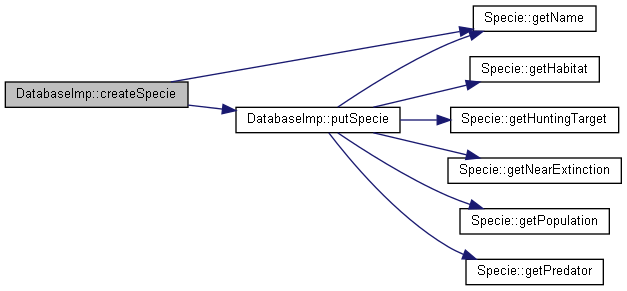 Specie::getName
Specie::getHabitat
DatabaseImp::createSpecie
DatabaseImp::putSpecie
Specie::getHuntingTarget
Specie::getNearExtinction
Specie::getPopulation
Specie::getPredator